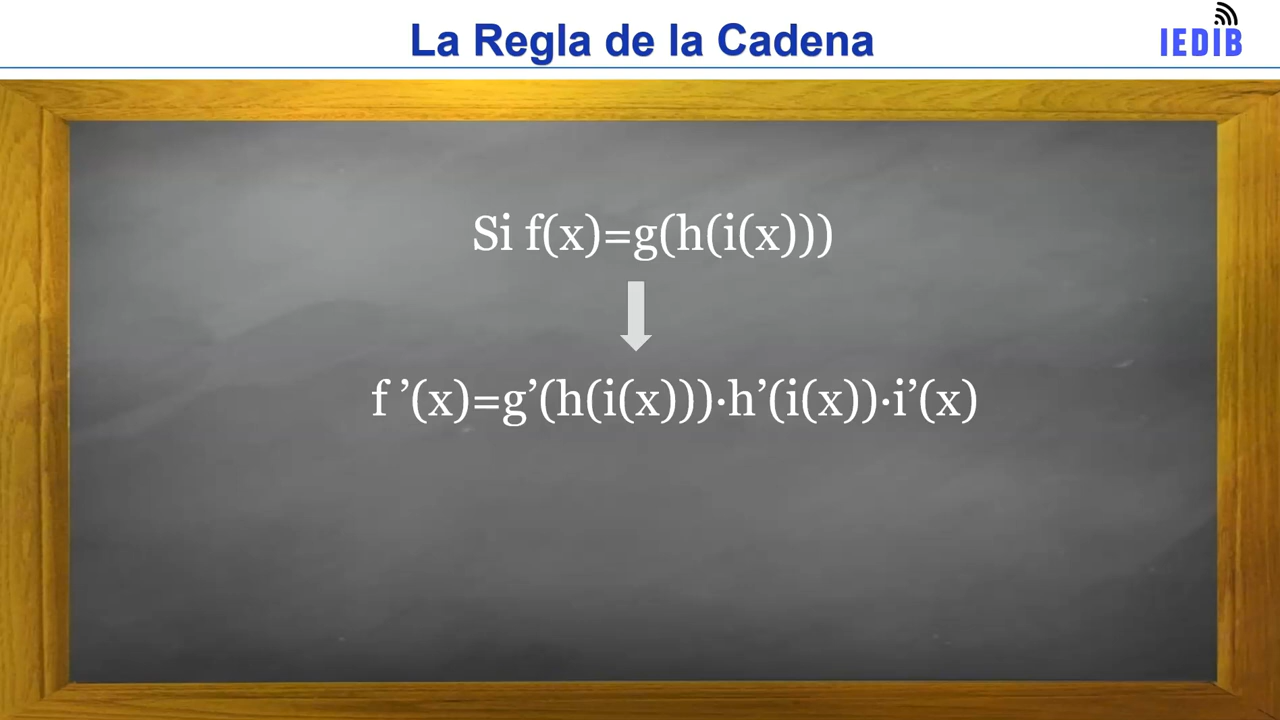 La Regla de la Cadena
IEDIB
Si f(x)=g(h(i(x)))
f ’(x)=g’(h(i(x)))·h’(i(x))·i’(x)